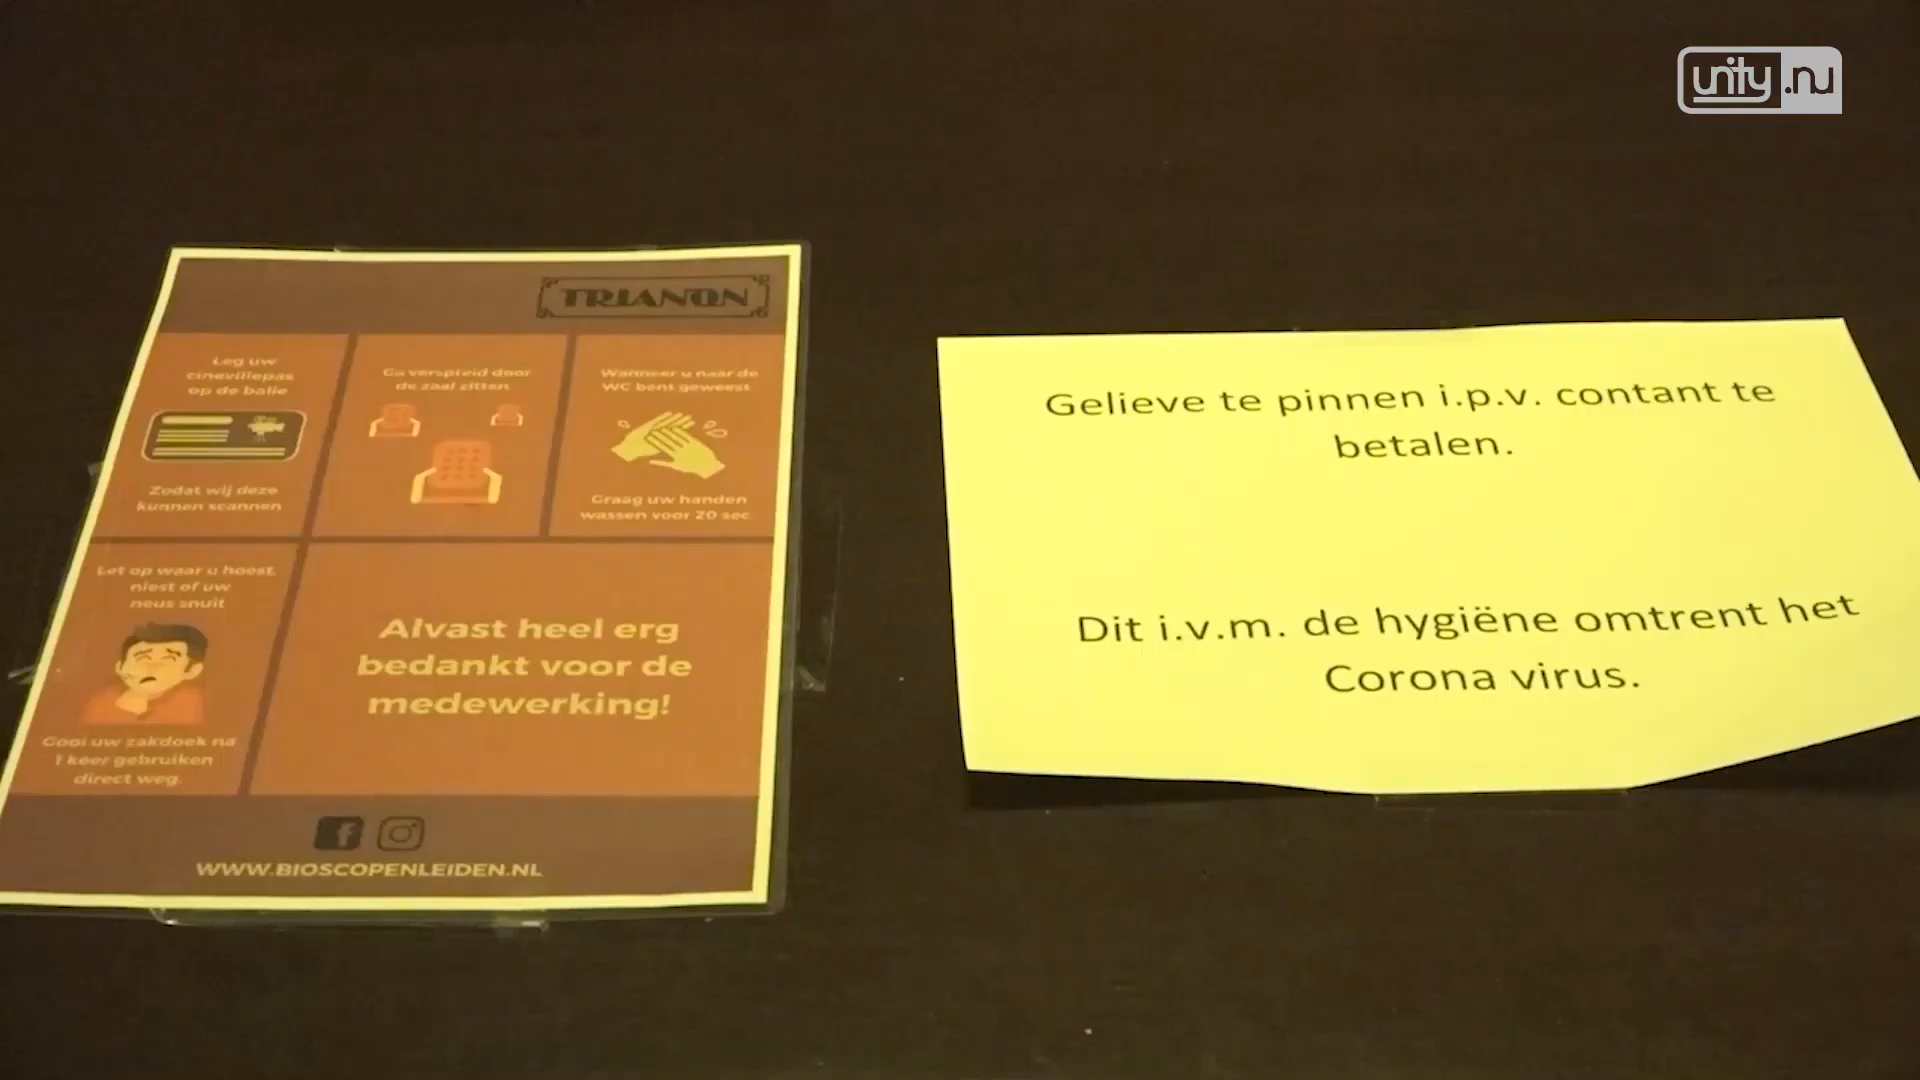 unity.nu
TRIANON
Leg uw
cinevillepas
op de balie
Zodat wij deze
kunnen scannen
Ga verspreid door
de zaal zitten
Wanneer u naar de
WC bent geweest
Graag uw handen
wassen voor 20 sec.
Let op waar u hoest,
niest of uw
neus snuit
Gooi uw zakdoek na
1 keer gebruiken
direct weg.
Alvast heel erg
bedankt voor de
medewerking!
WWW.BIOSCOPENLEIDEN.NL
Gelieve te pinnen i.p.v. contant te
betalen.
Dit i.v.m. de hygiëne omtrent het
Corona virus.